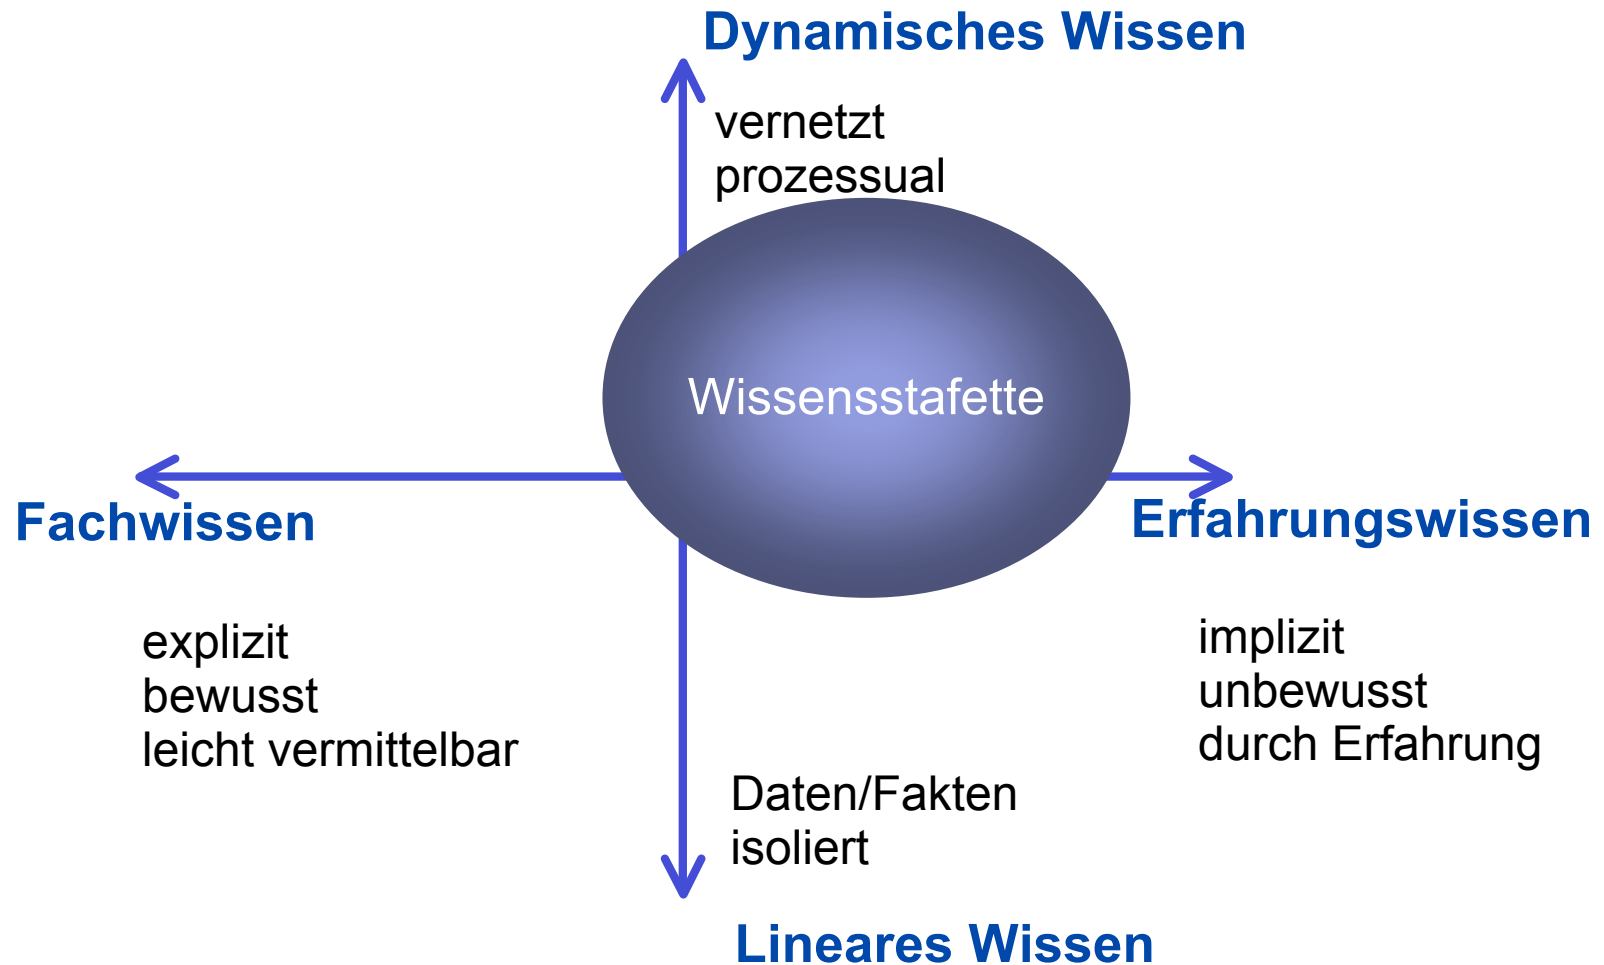 Dynamisches Wissen
vernetzt
prozessual
Wissensstafette
Fachwissen
Erfahrungswissen
explizit
bewusst
leicht vermittelbar
implizit
unbewusst
durch Erfahrung
Daten/Fakten
isoliert
Lineares Wissen